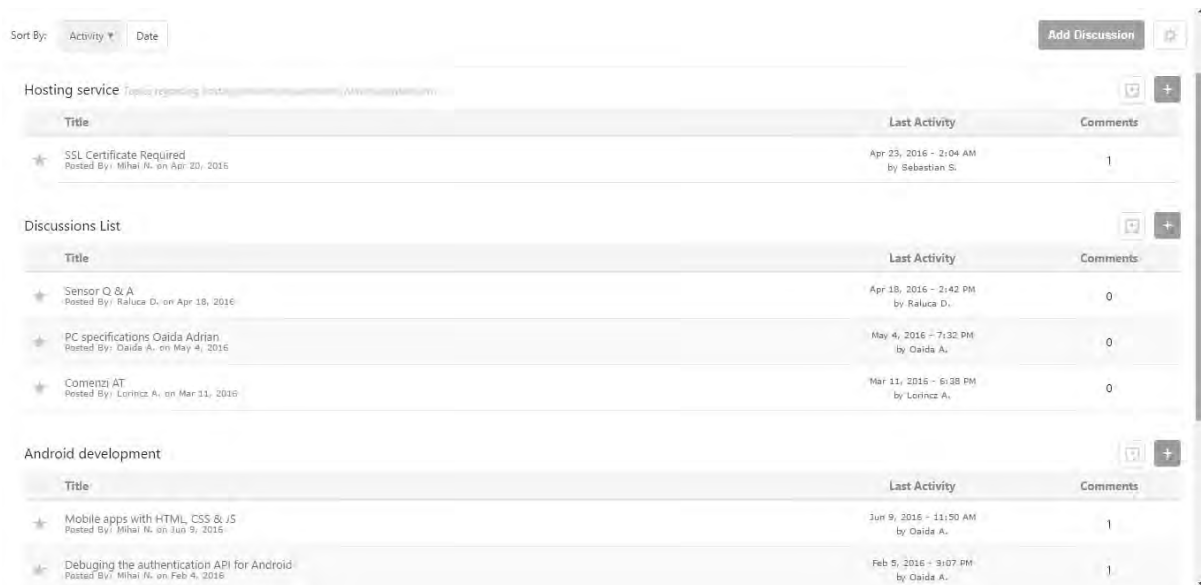 Sort By: Activity Date Add Discussion
Hosting service Topics regarding
Title Last Activity Comments
SSL Certificate Required
Posted By: Mihai N. on Apr 20, 2016
Apr 23, 2016 - 2:04 AM
by Sebastian S.
1
Discussions List
Title Last Activity Comments
Sensor Q & A
Posted By: Raluca D. on Apr 18, 2016
Apr 18, 2016 - 2:42 PM
by Raluca D.
0
PC specifications Oaida Adrian
Posted By: Oaida A. on May 4, 2016
May 4, 2016 - 7:32 PM
by Oaida A.
0
Comenzi AT
Posted By: Lorincz A. on Mar 11, 2016
Mar 11, 2016 - 6:38 PM
by Lorincz A.
0
Android development
Title Last Activity Comments
Mobile apps with HTML, CSS & JS
Posted By: Mihai N. on Jun 9, 2016
Jun 9, 2016 - 11:50 AM
by Oaida A.
1
Debuging the authentication API for Android
Posted By: Mihai N. on Feb 4, 2016
Feb 5, 2016 - 3:07 PM
by Oaida A.
1